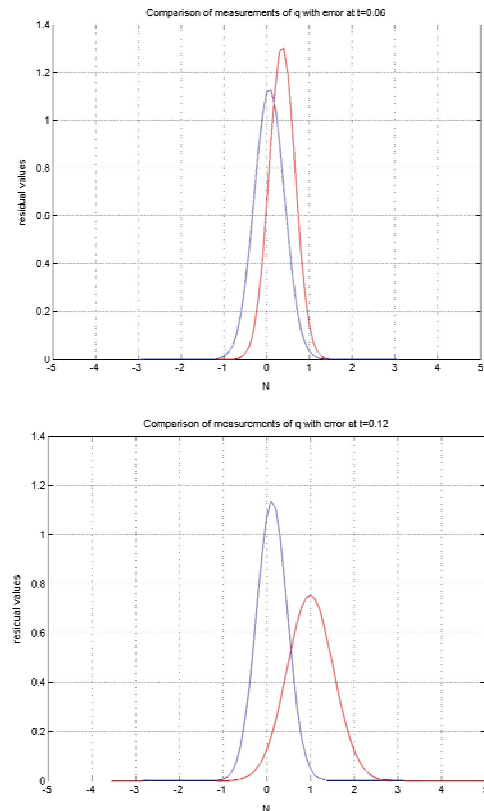 Comparison of measurements of q with error at t=0.06
1.4
1.2
1
0.8
0.6
0.4
0.2
0
residual values
-5 -4 -3 -2 -1 0 1 2 3 4 5
N
Comparison of measurements of q with error at t=0.12
1.4
1.2
1
0.8
0.6
0.4
0.2
0
residual values
-5 -4 -3 -2 -1 0 1 2 3 4 5
N